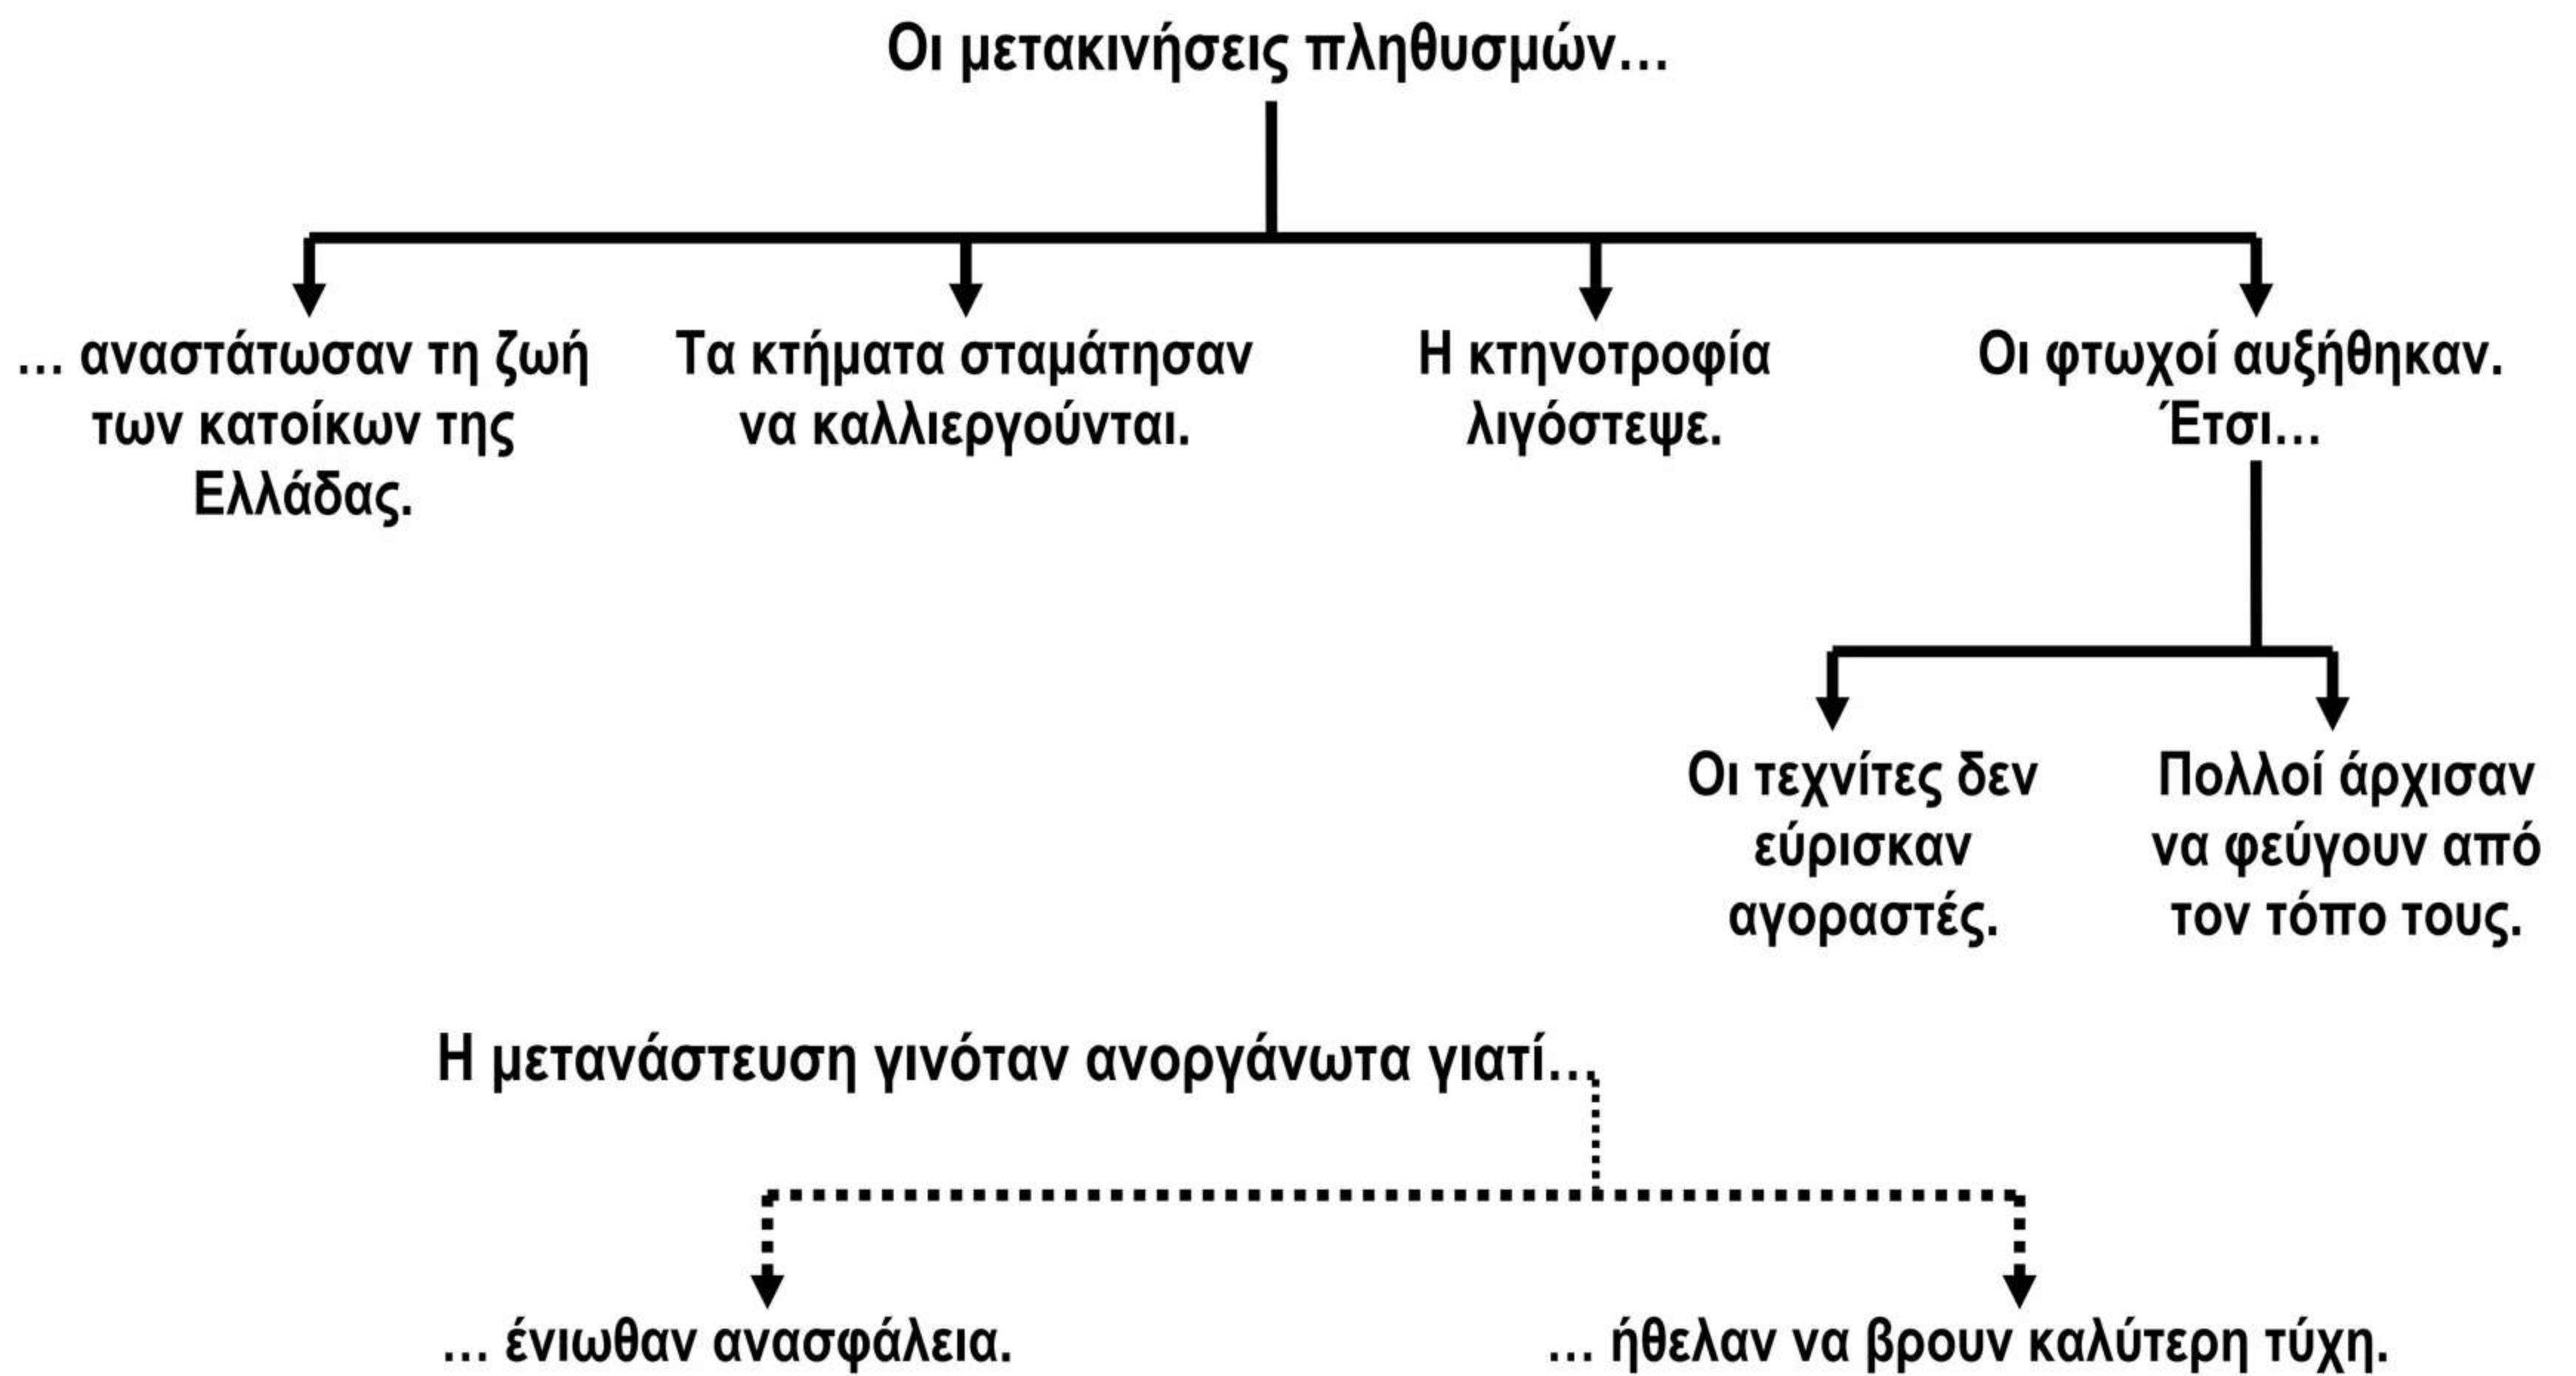 Οι μετακινήσεις πληθυσμών...
... αναστάτωσαν τη ζωή
των κατοίκων της
Ελλάδας.
Τα κτήματα σταμάτησαν
να καλλιεργούνται.
Η κτηνοτροφία
λιγόστεψε.
Οι φτωχοί αυξήθηκαν.
Έτσι...
Οι τεχνίτες δεν
εύρισκαν
αγοραστές.
Πολλοί άρχισαν
να φεύγουν από
τον τόπο τους.
Η μετανάστευση γινόταν ανοργάνωτα γιατί...
... ένιωθαν ανασφάλεια.
... ήθελαν να βρουν καλύτερη τύχη.